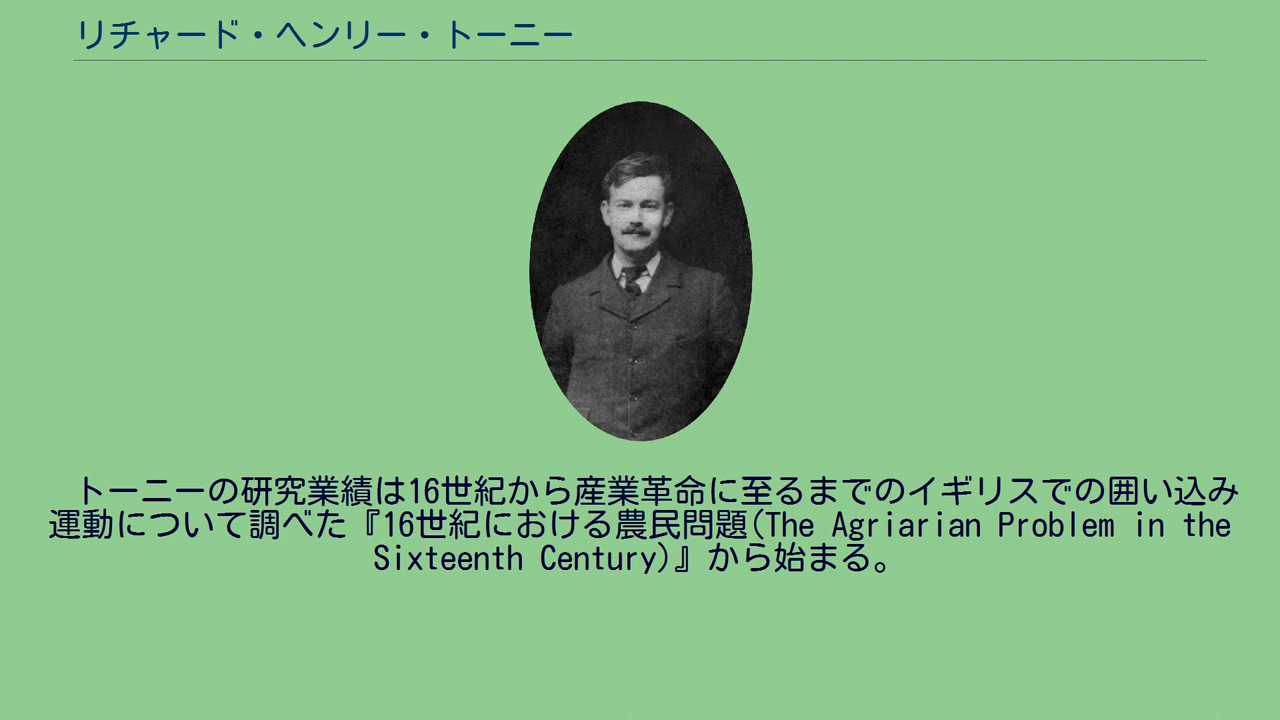 リチャード・ヘンリー・トーニー
トーニーの研究業績は16世紀から産業革命に至るまでのイギリスでの囲い込み
運動について調べた『16世紀における農民問題(The Agriarian Problem in the
Sixteenth Century)』から始まる。